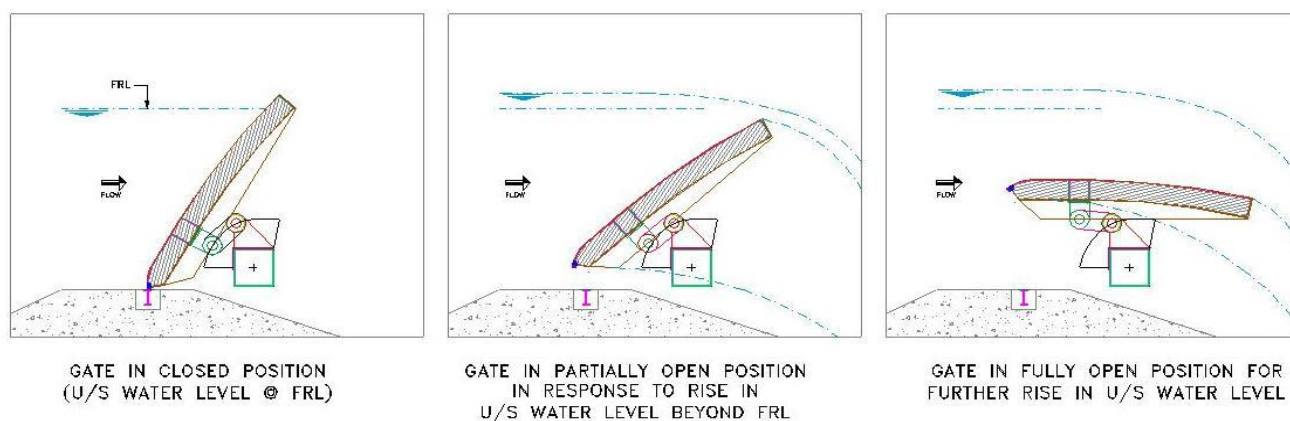 FRL
FLOW
GATE IN CLOSED POSITION
(U/S WATER LEVEL @ FRL)
FLOW
GATE IN PARTIALLY OPEN POSITION
IN RESPONSE TO RISE IN
U/S WATER LEVEL BEYOND FRL
FLOW
GATE IN FULLY OPEN POSITION FOR
FURTHER RISE IN U/S WATER LEVEL